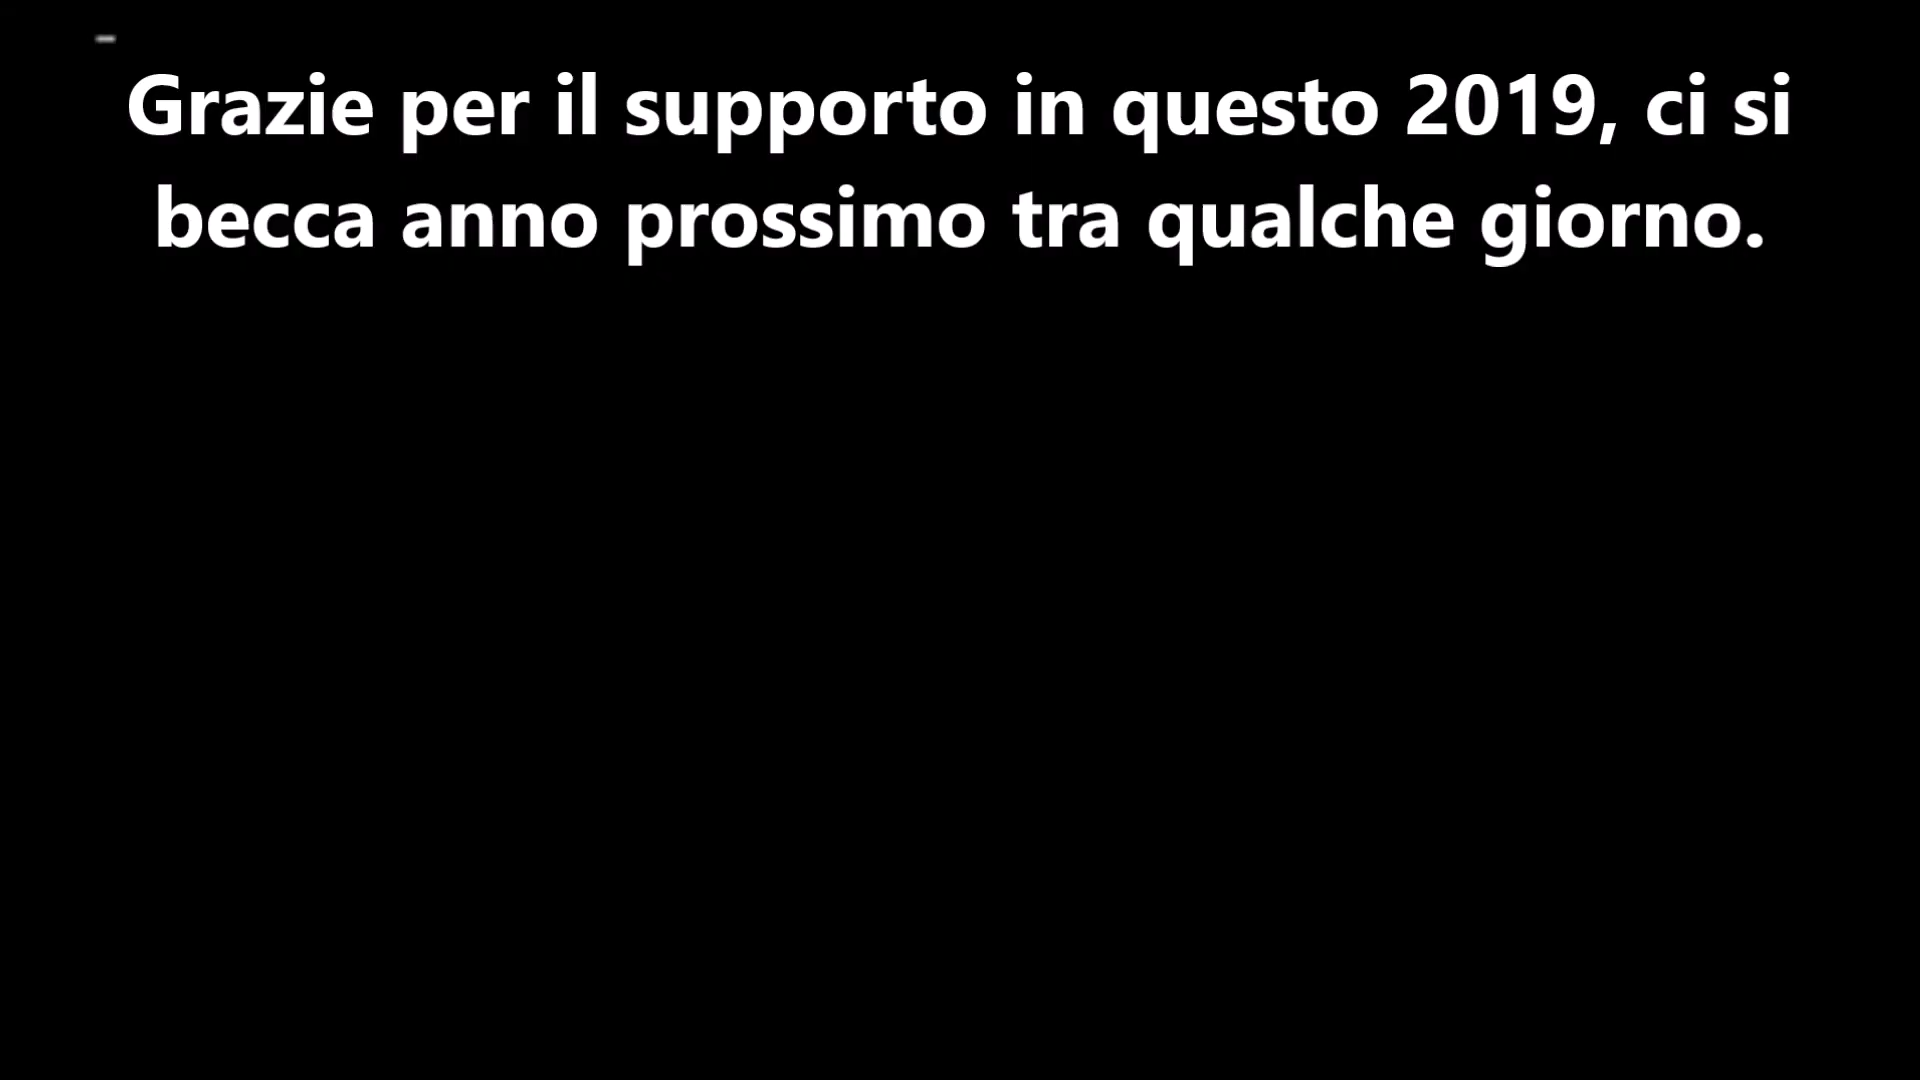 Grazie per il supporto in questo 2019, ci si
becca anno prossimo tra qualche giorno.